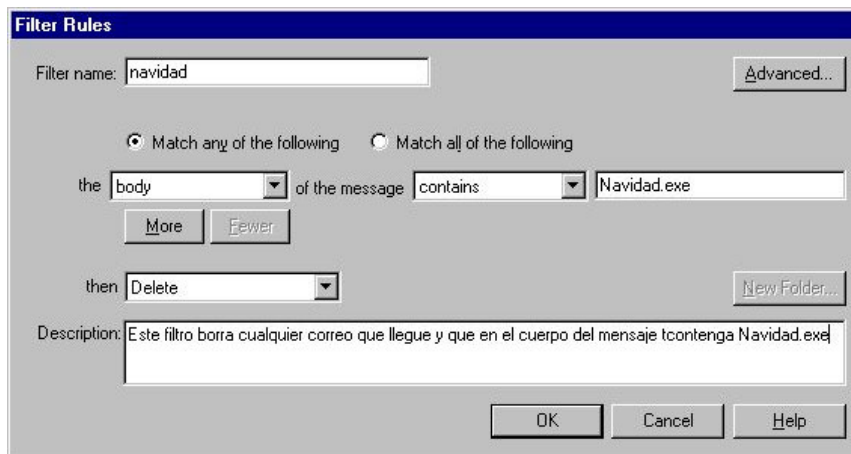 Filter Rules
Filter name: navidad Advanced...
Match any of the following Match all of the following
the body of the message contains Navidad.exe
More Fewer
then Delete New Folder...
Description: Este filtro borra cualquier correo que llegue y que en el cuerpo del mensaje tcontenga Navidad.exe
OK Cancel Help